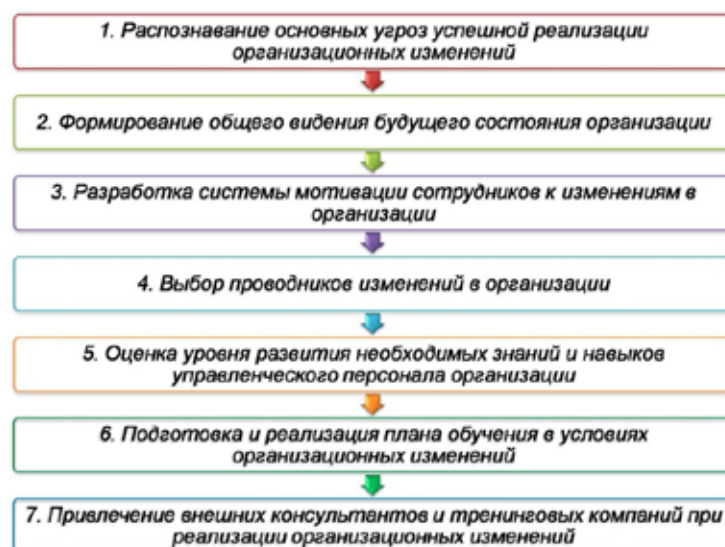 1. Распознавание основных угроз успешной реализации
организационных изменений
2. Формирование общего видения будущего состояния организации
3. Разработка системы мотивации сотрудников к изменениям в
организации
4. Выбор проводников изменений в организации
5. Оценка уровня развития необходимых знаний и навыков
управленческого персонала организации
6. Подготовка и реализация плана обучения в условиях
организационных изменений
7. Привлечение внешних консультантов и тренинговых компаний при
реализации организационных изменений